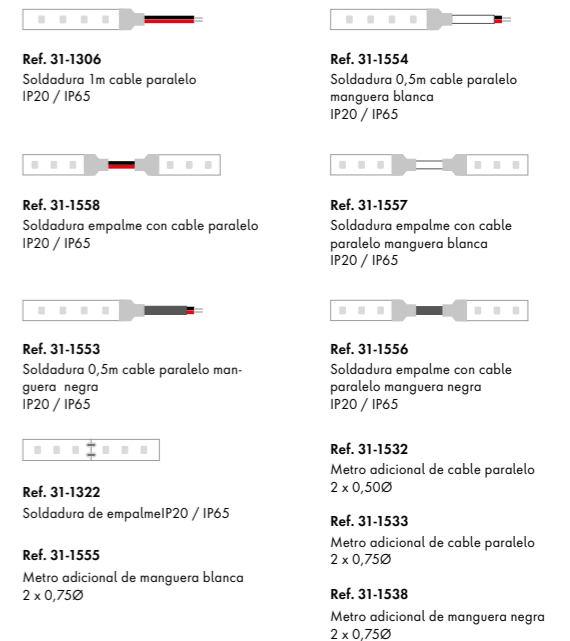 Ref. 31-1306
Soldadura 1m cable paralelo
IP20 / IP65
Ref. 31-1554
Soldadura 0,5m cable paralelo
manguera blanca
IP20 / IP65
Ref. 31-1558
Soldadura empalme con cable paralelo
IP20 / IP65
Ref. 31-1557
Soldadura empalme con cable
paralelo manguera blanca
IP20 / IP65
Ref. 31-1553
Soldadura 0,5m cable paralelo man-
guera negra
IP20 / IP65
Ref. 31-1556
Soldadura empalme con cable
paralelo manguera negra
IP20 / IP65
Ref. 31-1322
Soldadura de empalmeIP20 / IP65
Ref. 31-1555
Metro adicional de manguera blanca
2 x 0,75Ø
Ref. 31-1532
Metro adicional de cable paralelo
2 x 0,50Ø
Ref. 31-1533
Metro adicional de cable paralelo
2 x 0,75Ø
Ref. 31-1538
Metro adicional de manguera negra
2 x 0,75Ø